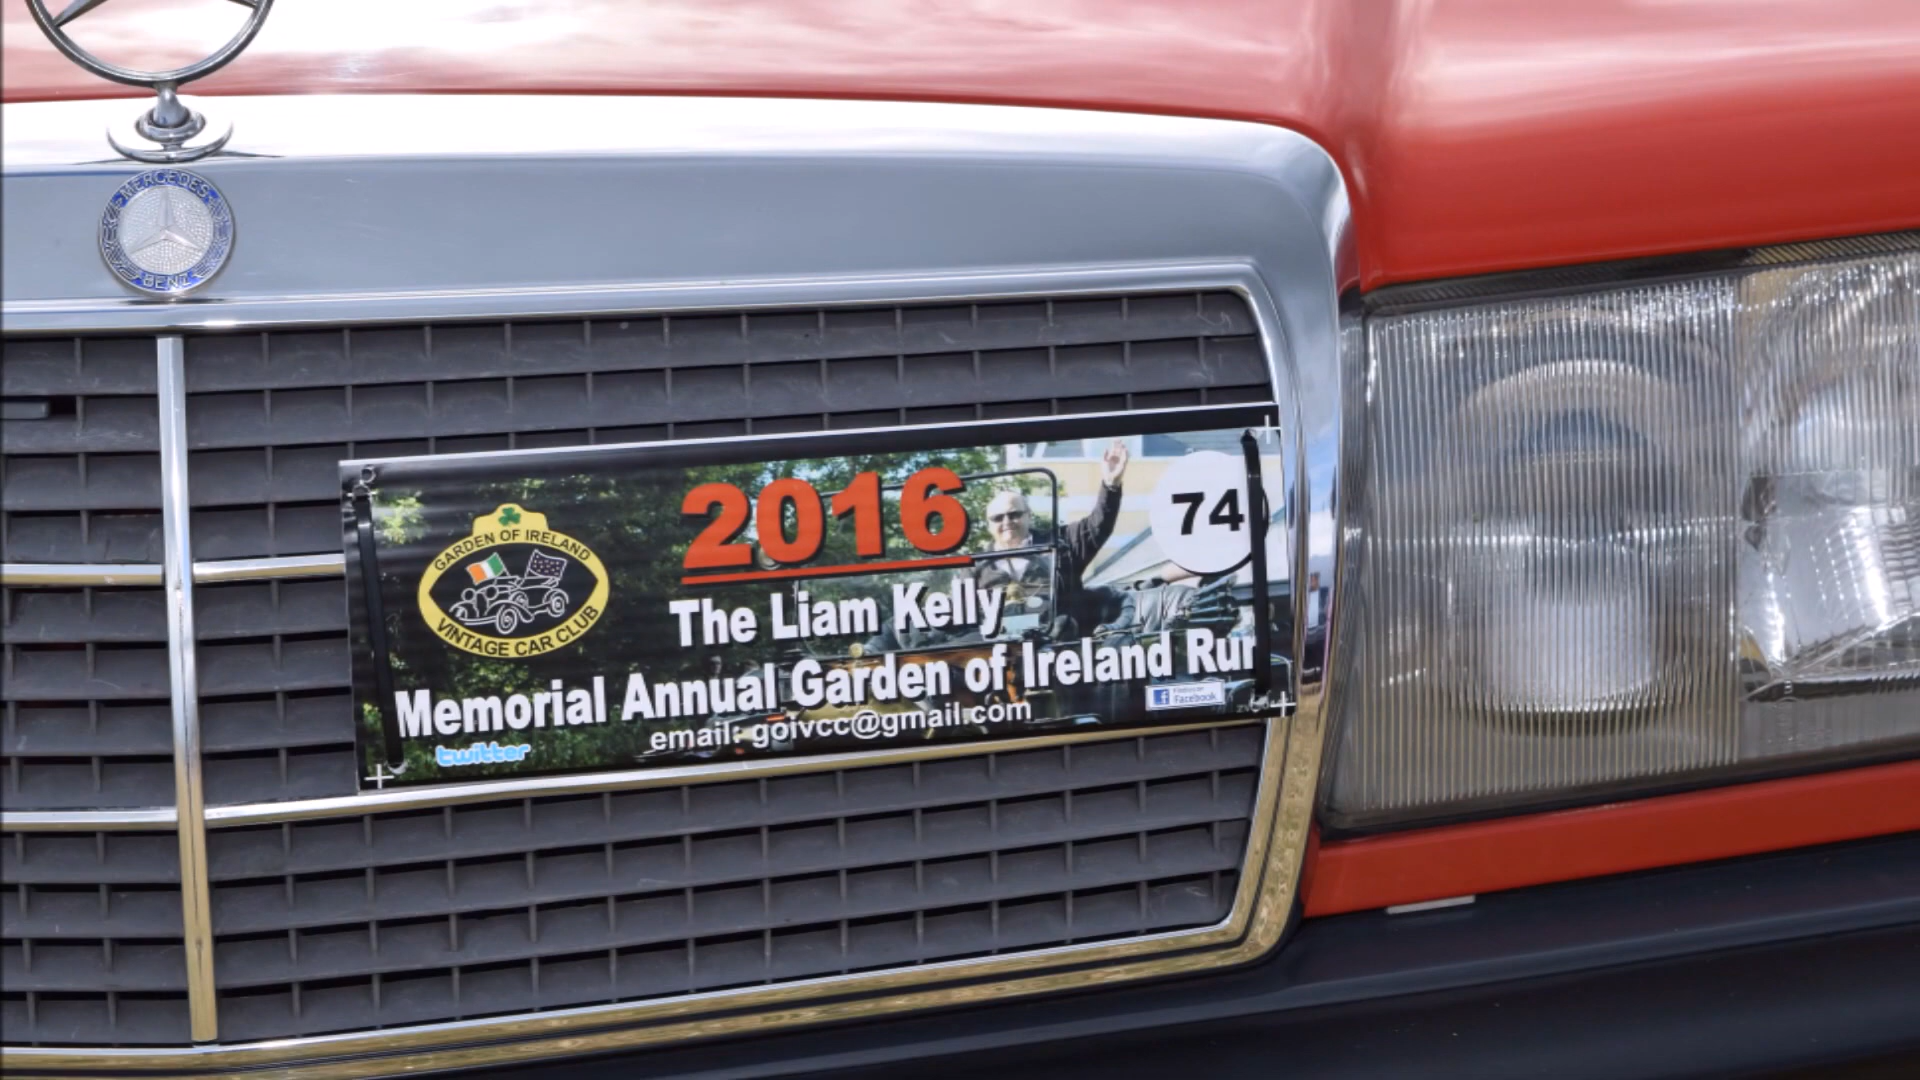 MERCEDES
BENZ
2016
74
GARDEN OF IRELAND
VINTAGE CAR CLUB
The Liam Kelly
Memorial Annual Garden of Ireland Run
email: goivcc@gmail.com
Facebook
twitter